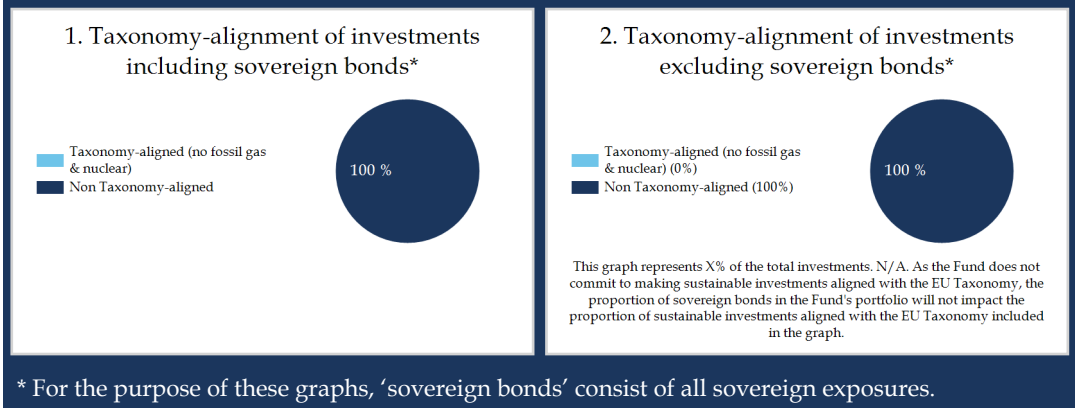 1. Taxonomy-alignment of investments
including sovereign bonds*
Taxonomy-aligned (no fossil gas
& nuclear)
Non Taxonomy-aligned
100 %
2. Taxonomy-alignment of investments
excluding sovereign bonds*
Taxonomy-aligned (no fossil gas
& nuclear) (0%)
Non Taxonomy-aligned (100%)
100 %
This graph represents X% of the total investments. N/A. As the Fund does not
commit to making sustainable investments aligned with the EU Taxonomy, the
proportion of sovereign bonds in the Fund's portfolio will not impact the
proportion of sustainable investments aligned with the EU Taxonomy included
in the graph.
* For the purpose of these graphs, ‘sovereign bonds’ consist of all sovereign exposures.